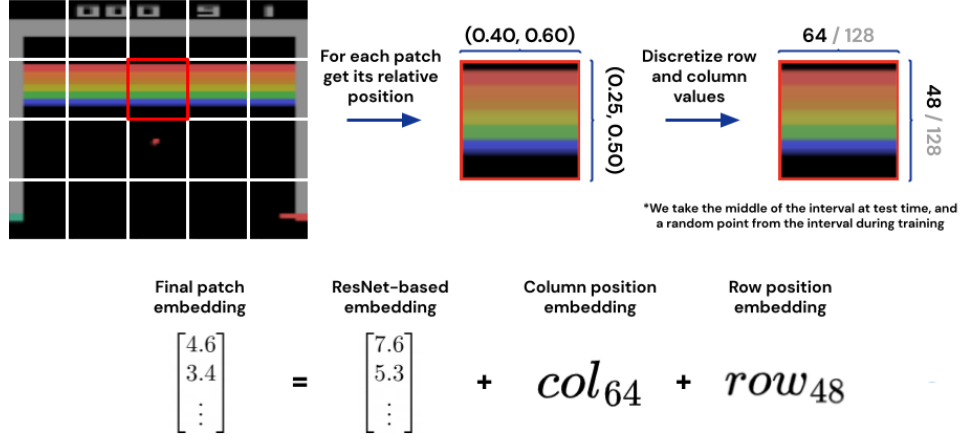 000 5 1
For each patch
get its relative
position
(0.40, 0.60)
(0.25, 0.50)
Discretize row
and column
values
64 / 128
48 / 128
*We take the middle of the interval at test time, and
a random point from the interval during training
Final patch
embedding
ResNet-based
embedding
Column position
embedding
Row position
embedding
4.6
3.4
⋮
=
7.6
5.3
⋮
+
col64
+
row48